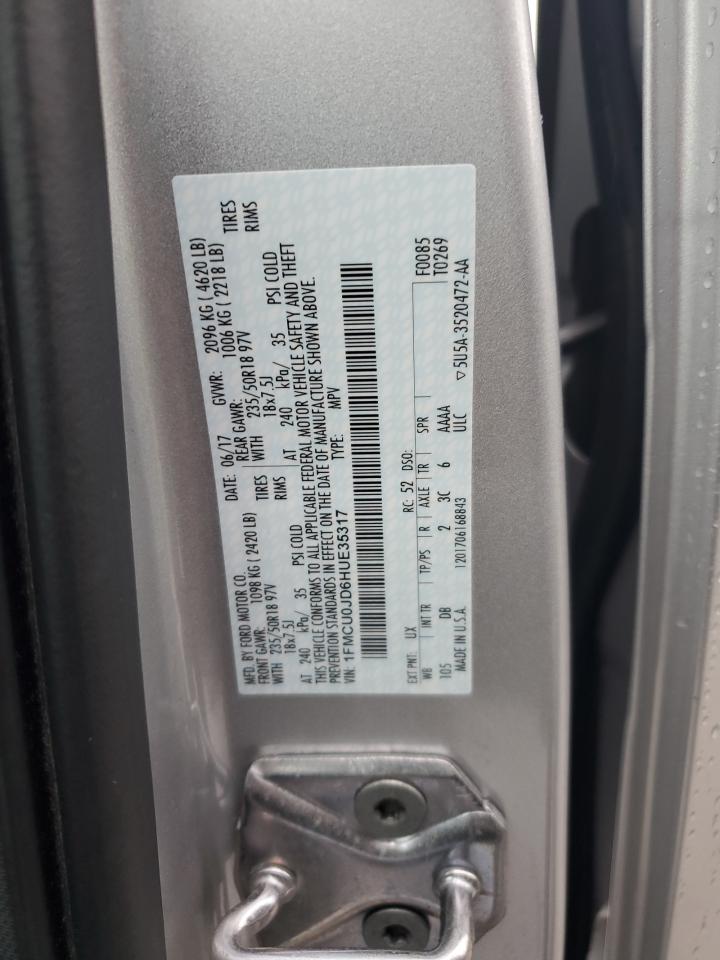 MFD. BY FORD MOTOR CO. DATE: 06/17 GVWR: 2096 KG ( 4620 LB)
FRONT GAWR: 1098 KG ( 2420 LB) REAR GAWR: 1006 KG ( 2218 LB)
WITH 235/50R18 97V TIRES WITH 235/50R18 97V TIRES
18x7.5J RIMS 18x7.5J RIMS
AT 240 kPa/ 35 PSI COLD AT 240 kPa/ 35 PSI COLD
THIS VEHICLE CONFORMS TO ALL APPLICABLE FEDERAL MOTOR VEHICLE SAFETY AND THEFT
PREVENTION STANDARDS IN EFFECT ON THE DATE OF MANUFACTURE SHOWN ABOVE.
VIN: 1FMCU0JD6HUE35317 TYPE: MPV
EXT PNT: UX RC: 52 DSO: F0085
WB INT TR TP/PS R AXLE TR SPR T0269
105 DB 2 3C 6 AAAA
MADE IN U.S.A. 1201706168843 ULC ▽5U5A-3520472-AA